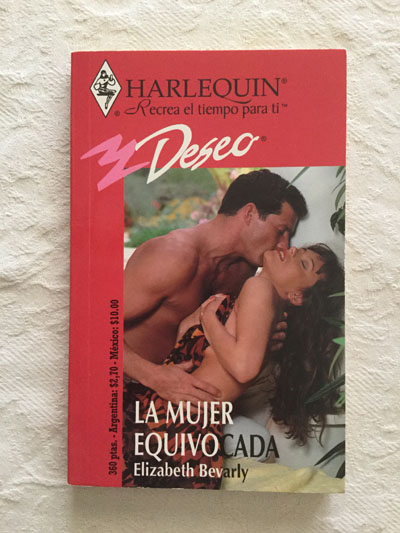 HARLEQUIN®
® Recrea el tiempo para ti™
Deseo®
360 ptas. - Argentina: $2,20 - México: $10.00
LA MUJER
EQUIVOCADA
Elizabeth Bevarly